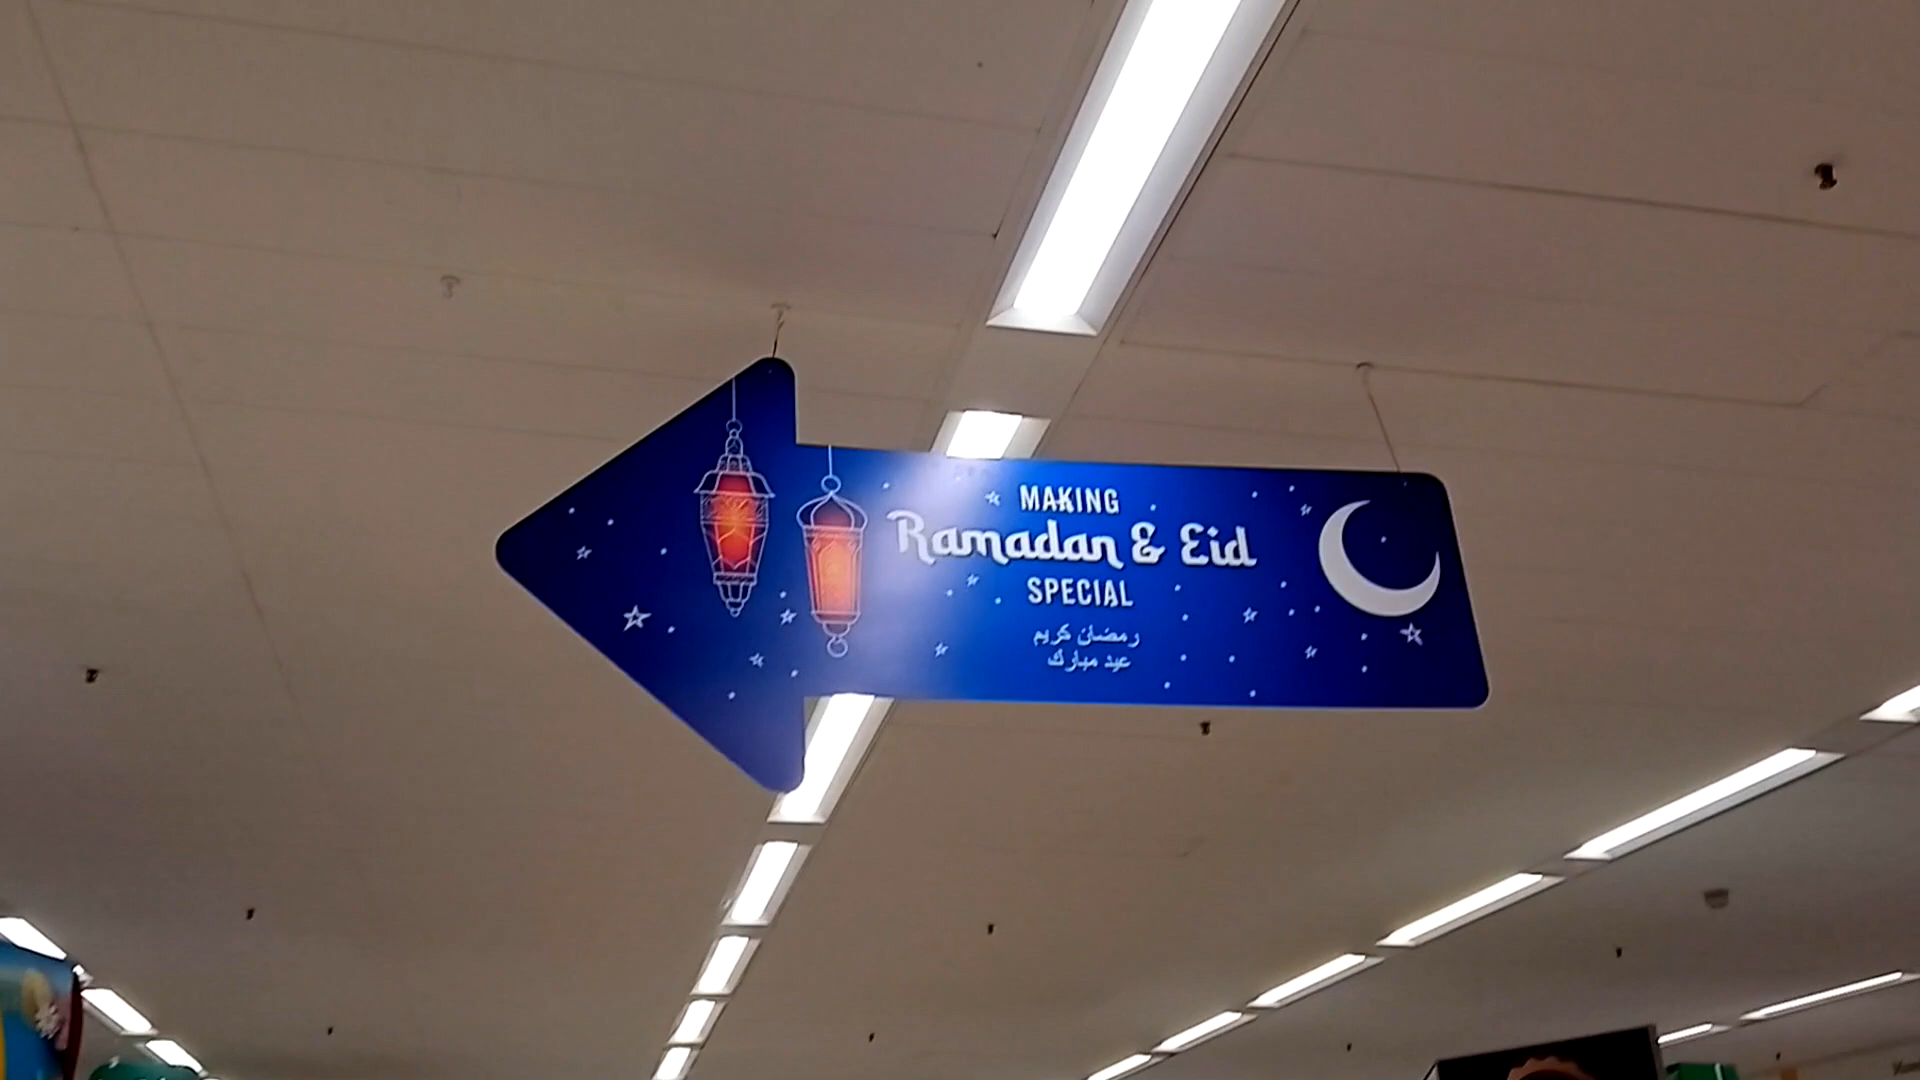 MAKING
Ramadan & Eid
SPECIAL
رمضان كريم
عيد مبارك